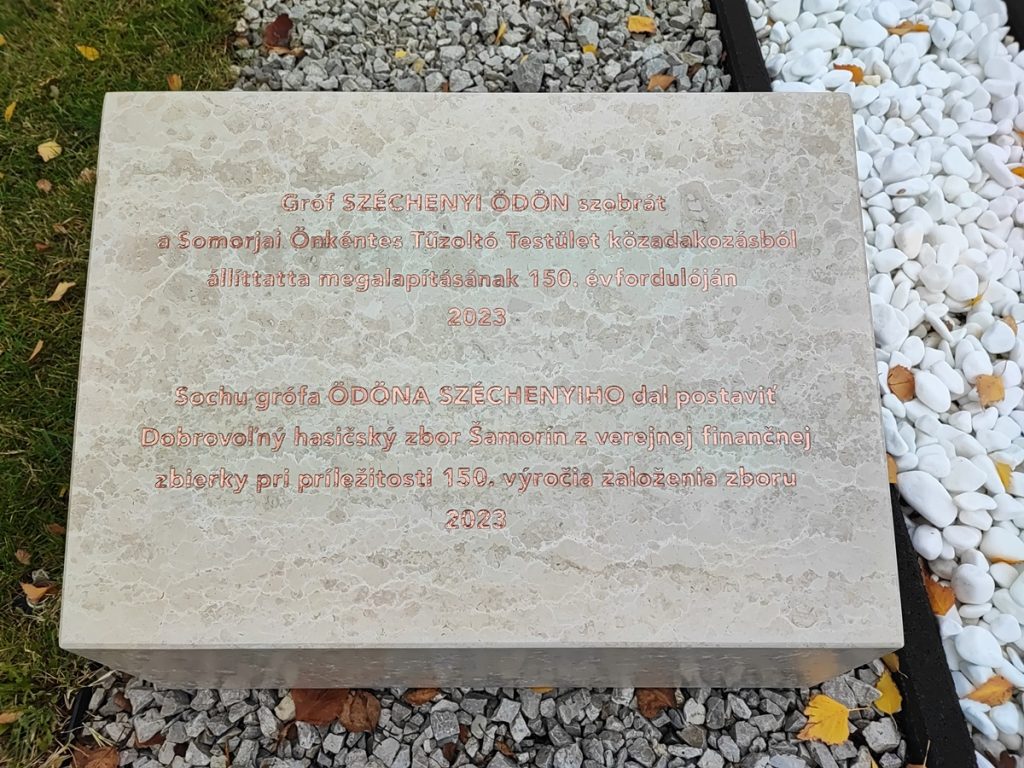 Gróf SZÉCHENYI ÖDÖN szobrát
a Somorjai Önkéntes Tűzoltó Testület közadakozásból
állíttatta megalapításának 150. évfordulóján
2023
Sochu grófa ÖDÖNA SZÉCHENYIHO dal postaviť
Dobrovoľný hasičský zbor Šamorín z verejnej finančnej
zbierky pri príležitosti 150. výročia založenia zboru
2023